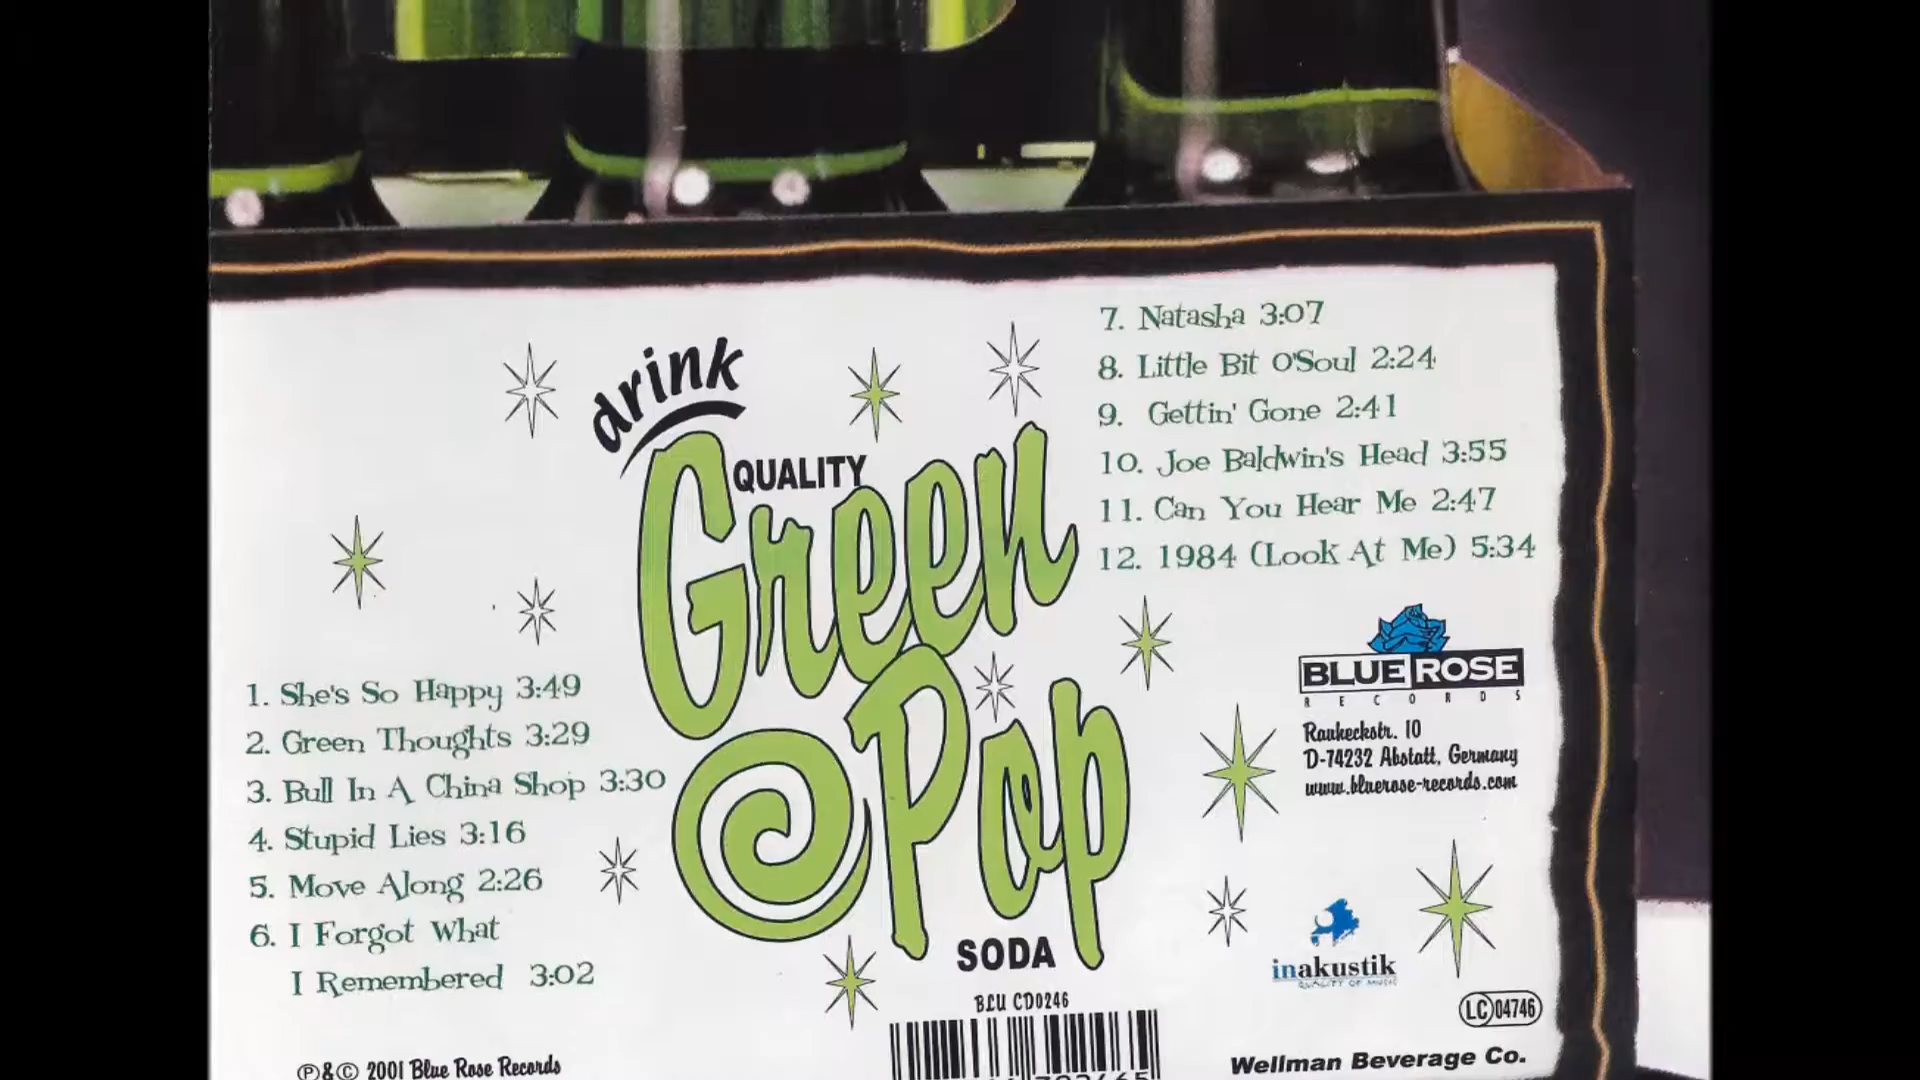 drink
QUALITY
Green
Pop
SODA
1. She's So Happy 3:49
2. Green Thoughts 3:29
3. Bull In A China Shop 3:30
4. Stupid Lies 3:16
5. Move Along 2:26
6. I Forgot What
I Remembered 3:02
7. Natasha 3:07
8. Little Bit O'Soul 2:24
9. Gettin' Gone 2:41
10. Joe Baldwin's Head 3:55
11. Can You Hear Me 2:47
12. 1984 (Look At Me) 5:34
BLUE ROSE
RECORDS
Rauheckstr. 10
D-74232 Abstatt, Germany
www.bluerose-records.com
inakustik
QUALITY OF MUSIC
LC 04746
BLU CD0246
℗&© 2001 Blue Rose Records
Wellman Beverage Co.